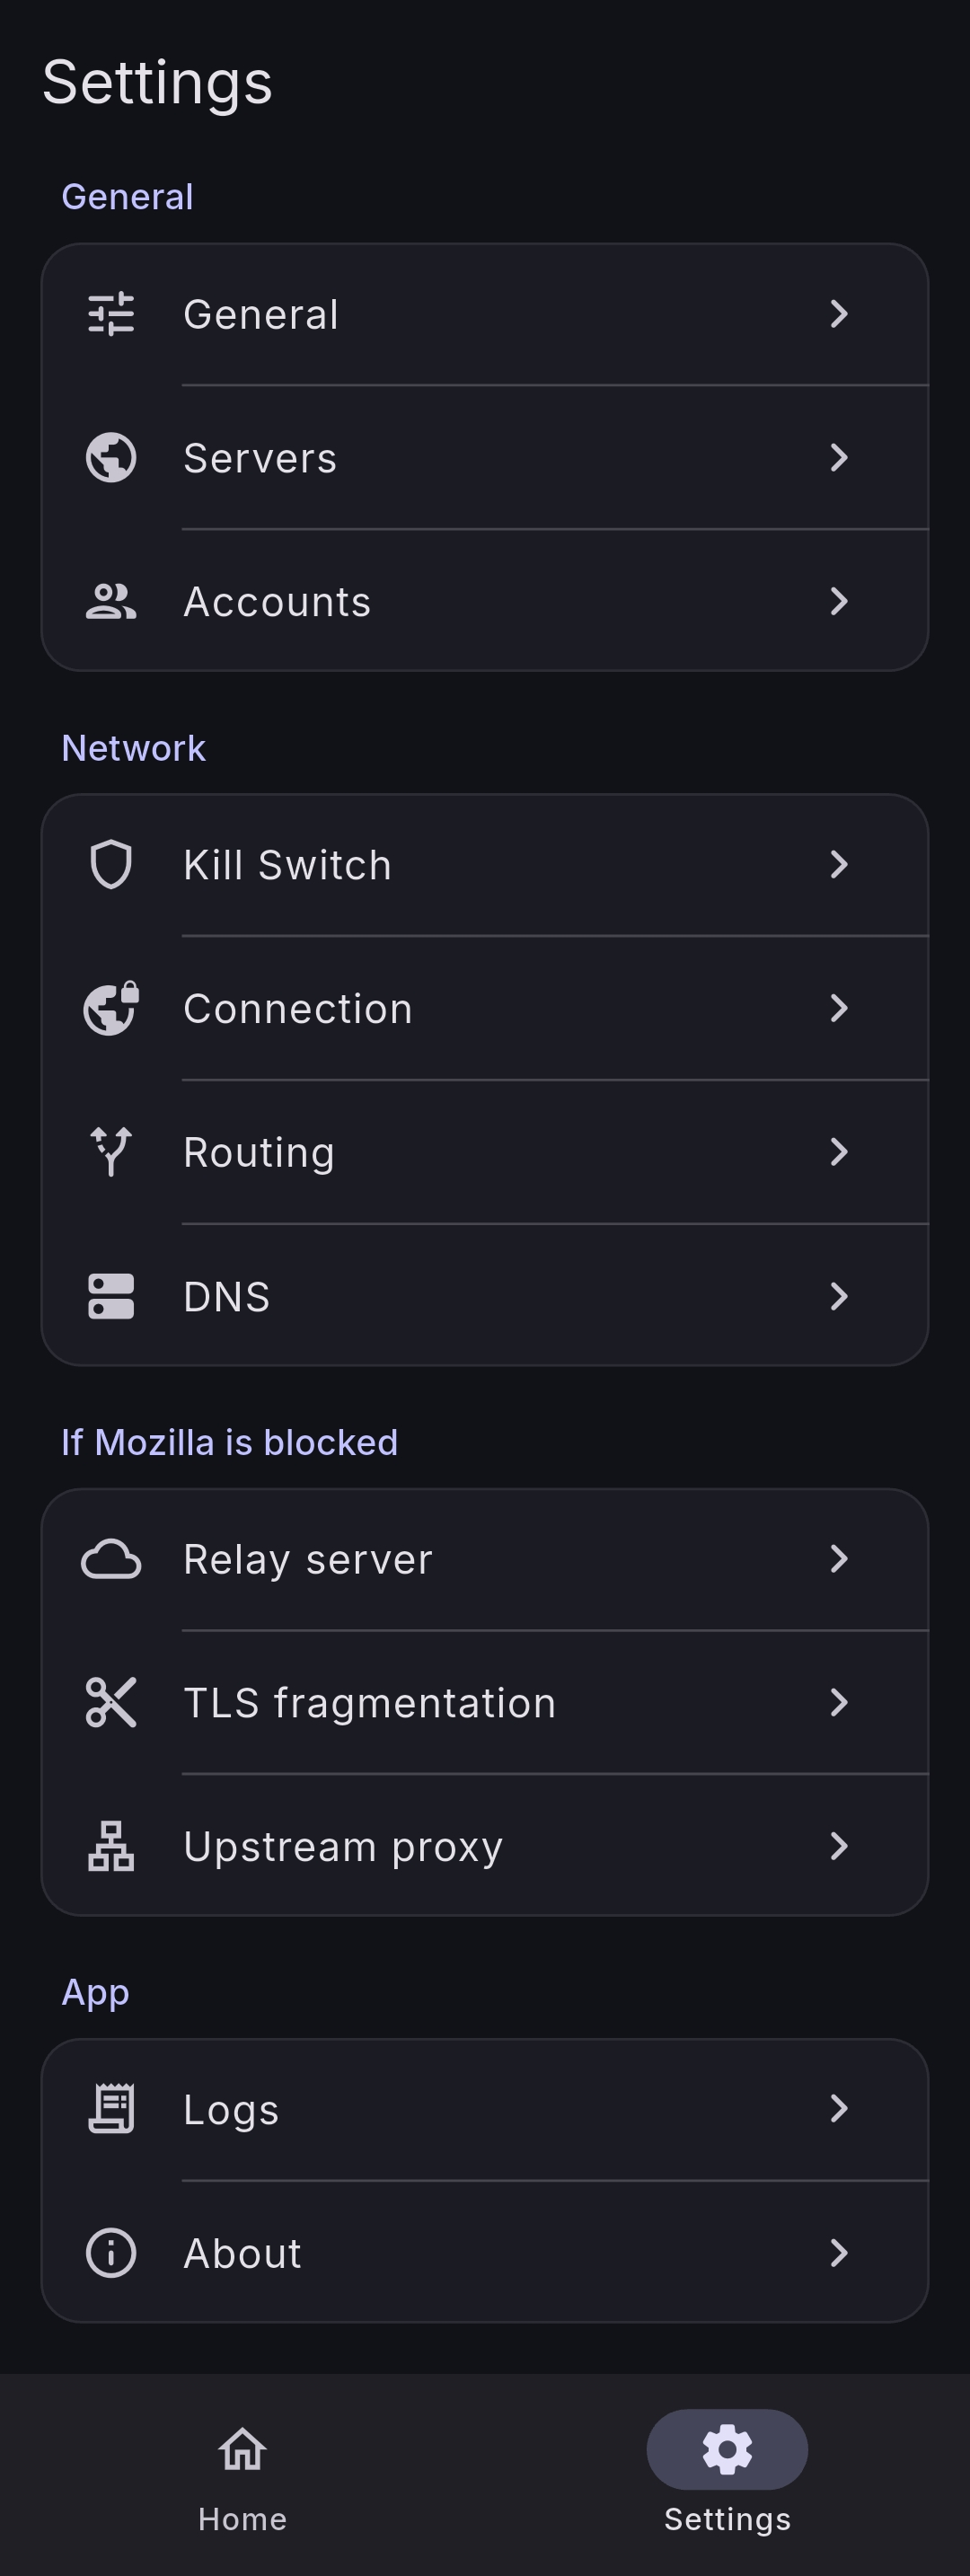 Settings
General
General
Servers
Accounts
Network
Kill Switch
Connection
Routing
DNS
If Mozilla is blocked
Relay server
TLS fragmentation
Upstream proxy
App
Logs
About
Home
Settings